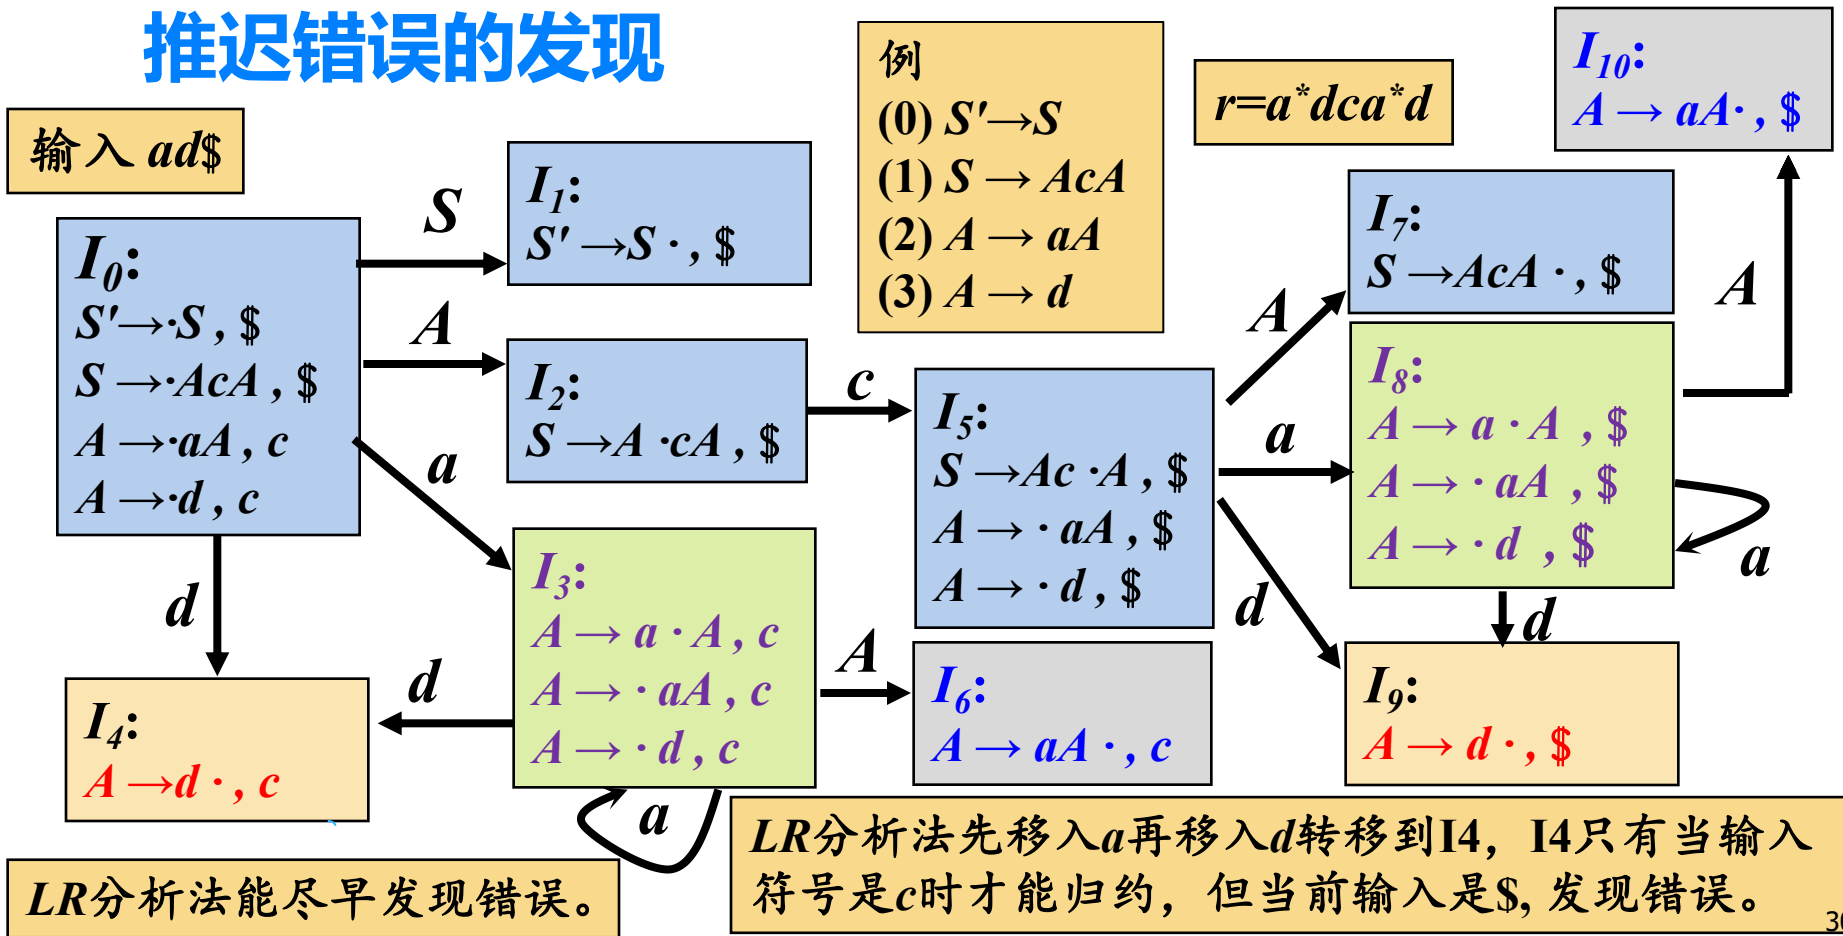 推迟错误的发现
输入 ad$
例
(0) S'→S
(1) S → AcA
(2) A → aA
(3) A → d
r=a*dca*d
I10:
A → aA· , $
I0:
S'→·S , $
S →·AcA , $
A →·aA , c
A →·d , c
S
I1:
S' →S · , $
A
I2:
S →A ·cA , $
c
I5:
S →Ac ·A , $
A → · aA , $
A → · d , $
A
I7:
S →AcA · , $
A
a
I8:
A → a · A , $
A → · aA , $
A → · d , $
a
a
d
d
I3:
A → a · A , c
A → · aA , c
A → · d , c
A
I6:
A → aA · , c
d
I9:
A → d · , $
d
I4:
A →d · , c
a
LR分析法能尽早发现错误。
LR分析法先移入a再移入d转移到I4，I4只有当输入
符号是c时才能归约，但当前输入是$, 发现错误。